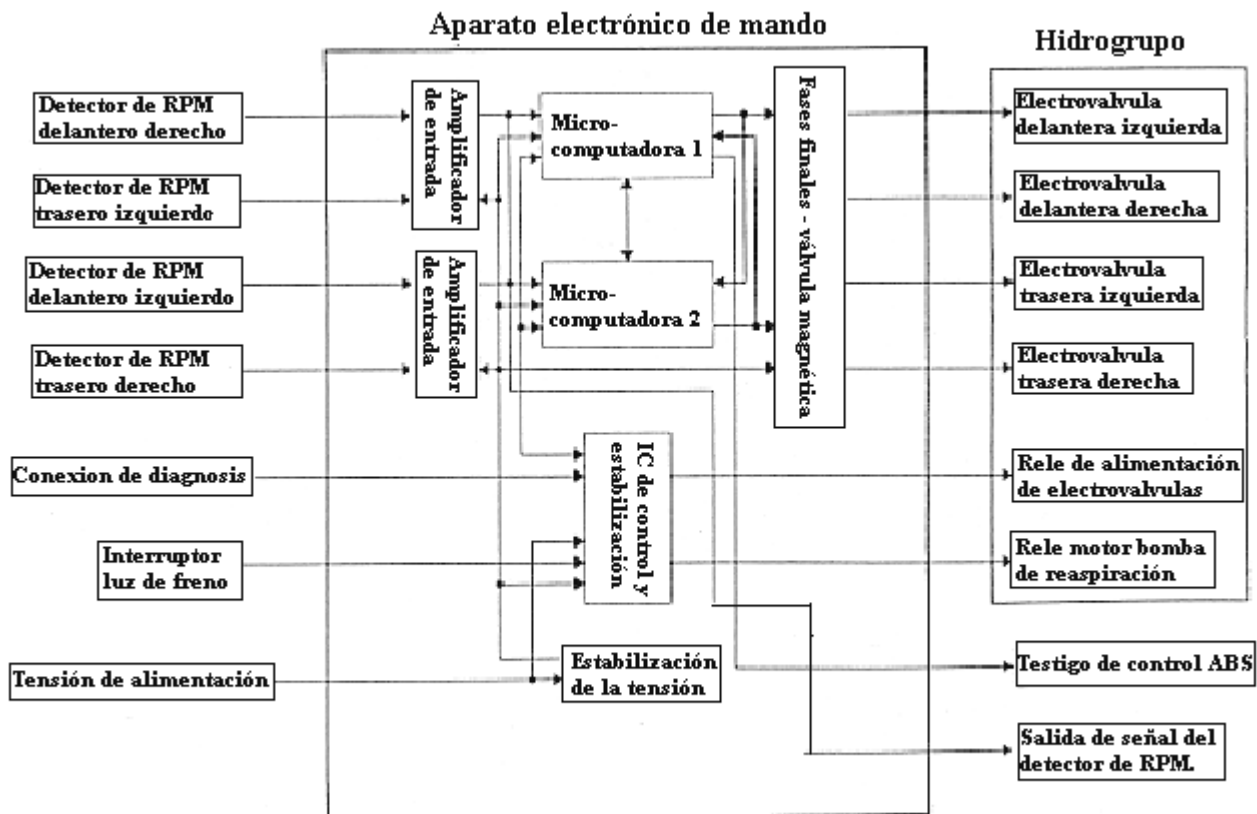 Aparato electrónico de mando
Hidrogrupo
Detector de RPM
delantero derecho
Detector de RPM
trasero izquierdo
Detector de RPM
delantero izquierdo
Detector de RPM
trasero derecho
Conexion de diagnosis
Interruptor
luz de freno
Tensión de alimentación
Amplificador
de entrada
Amplificador
de entrada
Micro-
computadora 1
Micro-
computadora 2
IC de control y
estabilización
Estabilización
de la tensión
Fases finales - válvula magnética
Electrovalvula
delantera izquierda
Electrovalvula
delantera derecha
Electrovalvula
trasera izquierda
Electrovalvula
trasera derecha
Rele de alimentación
de electrovalvulas
Rele motor bomba
de reaspiración
Testigo de control ABS
Salida de señal del
detector de RPM.